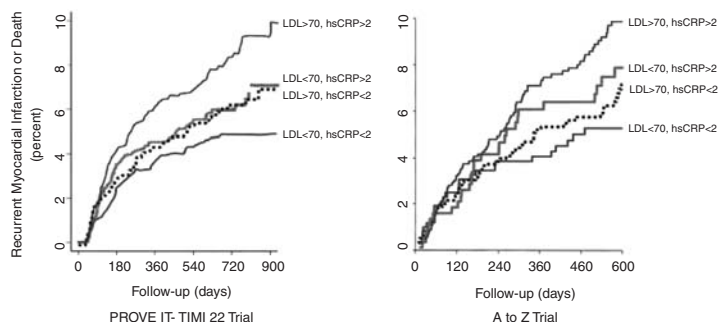 Recurrent Myocardial Infarction or Death
(percent)
10
8
6
4
2
0
LDL>70, hsCRP>2
LDL<70, hsCRP>2
LDL>70, hsCRP<2
LDL<70, hsCRP<2
0 180 360 540 720 900
Follow-up (days)
PROVE IT- TIMI 22 Trial
10
8
6
4
2
0
LDL>70, hsCRP>2
LDL<70, hsCRP>2
LDL>70, hsCRP<2
LDL<70, hsCRP<2
0 120 240 360 460 600
Follow-up (days)
A to Z Trial